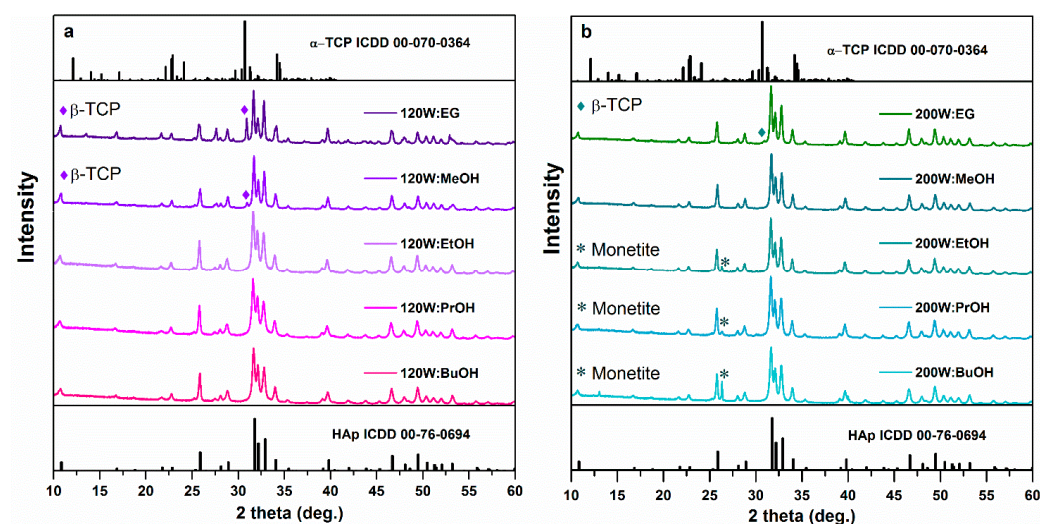 a
α–TCP ICDD 00-070-0364
♦ β-TCP
♦
120W:EG
♦ β-TCP
♦
120W:MeOH
120W:EtOH
120W:PrOH
120W:BuOH
HAp ICDD 00-76-0694
Intensity
10 15 20 25 30 35 40 45 50 55 60
2 theta (deg.)
b
α–TCP ICDD 00-070-0364
♦ β-TCP
♦
200W:EG
200W:MeOH
* Monetite
*
200W:EtOH
* Monetite
*
200W:PrOH
* Monetite
*
200W:BuOH
HAp ICDD 00-76-0694
Intensity
10 15 20 25 30 35 40 45 50 55 60
2 theta (deg.)